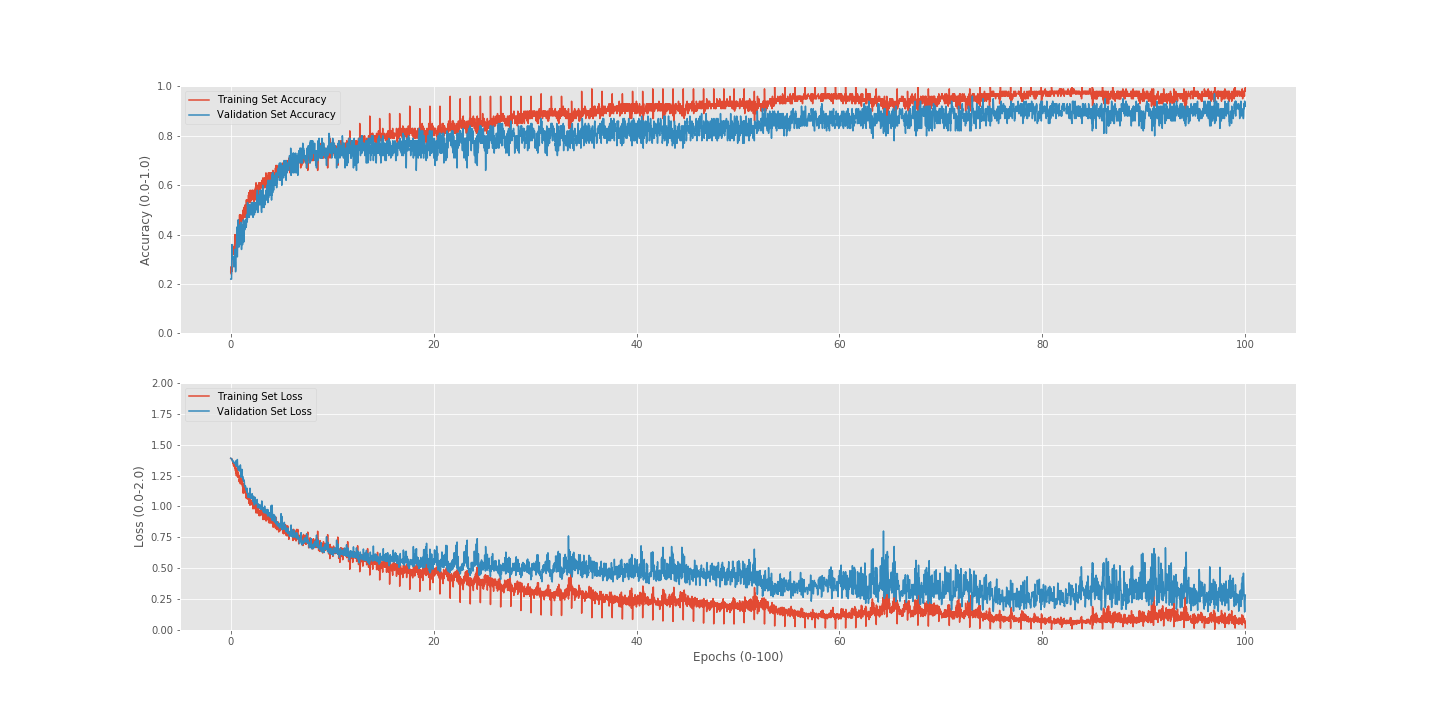 1.0
0.8
0.6
0.4
0.2
0.0
Accuracy (0.0-1.0)
Training Set Accuracy
Validation Set Accuracy
0 20 40 60 80 100
2.00
1.75
1.50
1.25
1.00
0.75
0.50
0.25
0.00
Loss (0.0-2.0)
Training Set Loss
Validation Set Loss
0 20 40 60 80 100
Epochs (0-100)